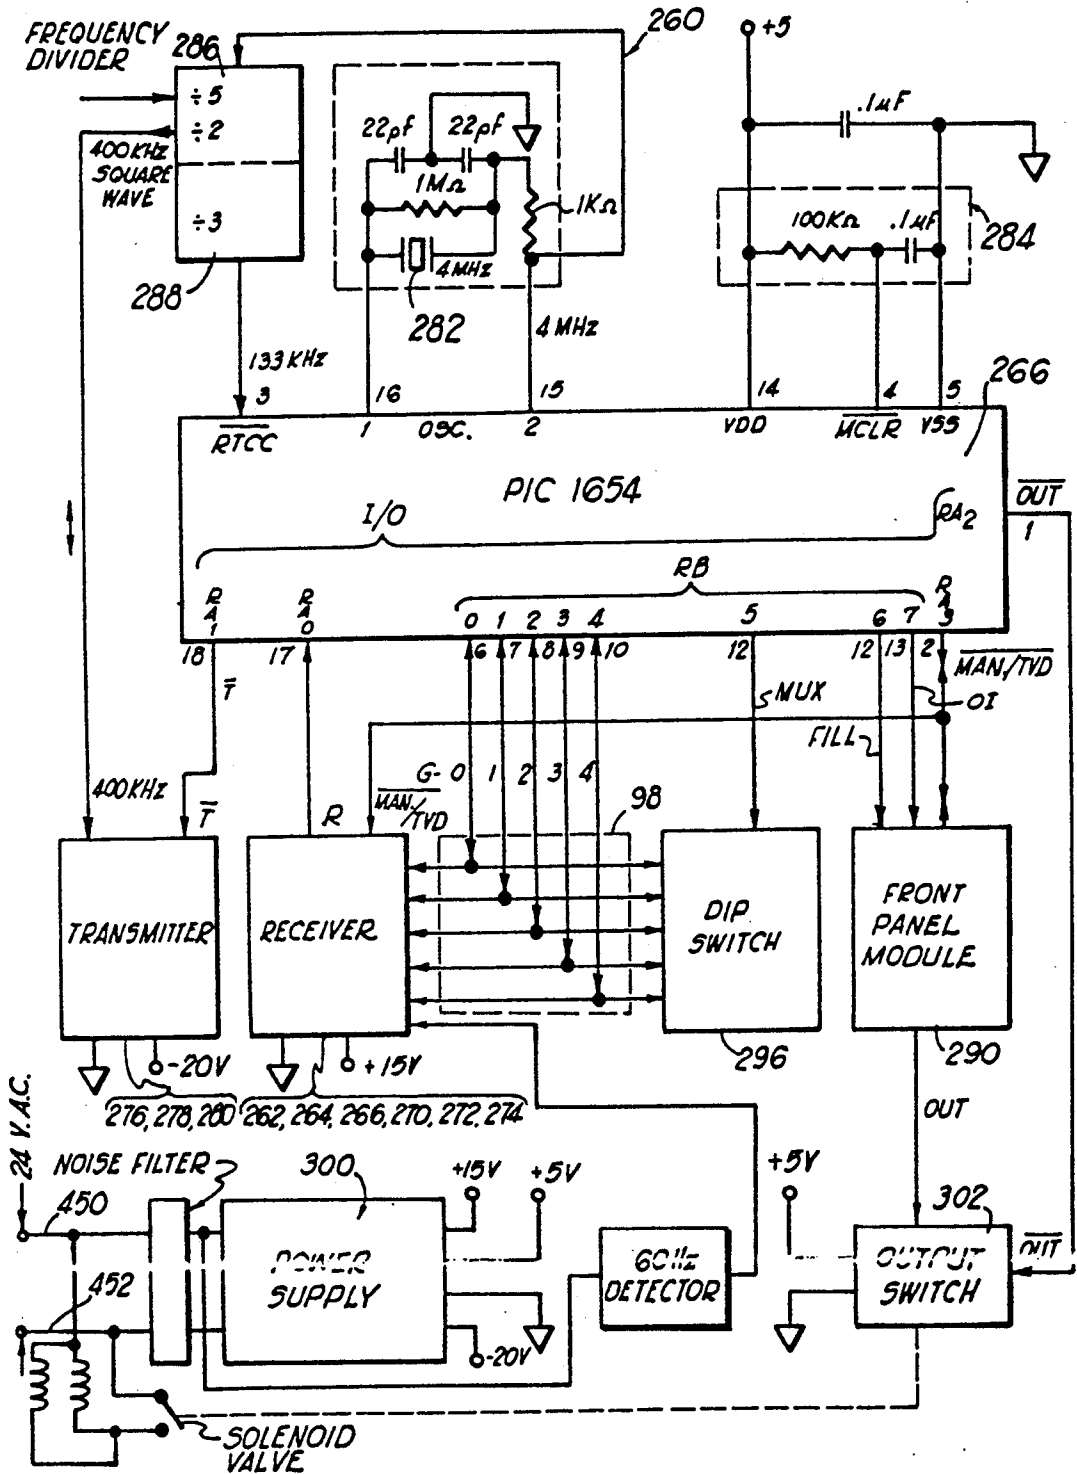 FREQUENCY
DIVIDER
286
260
+5
÷5
÷2
400KHZ
SQUARE
WAVE
÷3
288
22pf
22pf
1MΩ
4MHZ
282
1KΩ
4 MHZ
.1µF
100KΩ
.1µF
284
133KHZ
3
16
15
14
4
5
266
RTCC
1
OSC.
2
VDD
MCLR
VSS
PIC 1654
OUT
1
I/O
RA2
RB
RA1
RA0
0
1
2
3
4
5
6
7
RA3
18
17
6
7
8
9
10
12
12
13
2
MAN./TVD
T
MUX
OI
FILL
G-
0
1
2
3
4
98
400KHZ
T
R
MAN./TVD
TRANSMITTER
RECEIVER
DIP
SWITCH
FRONT
PANEL
MODULE
296
290
-20V
+15V
276, 278, 280
262, 264, 266, 270, 272, 274
OUT
24 V.A.C.
NOISE FILTER
300
+15V
+5V
+5V
302
450
452
POWER
SUPPLY
60Hz
DETECTOR
OUTPUT
SWITCH
OUT
-20V
SOLENOID
VALVE